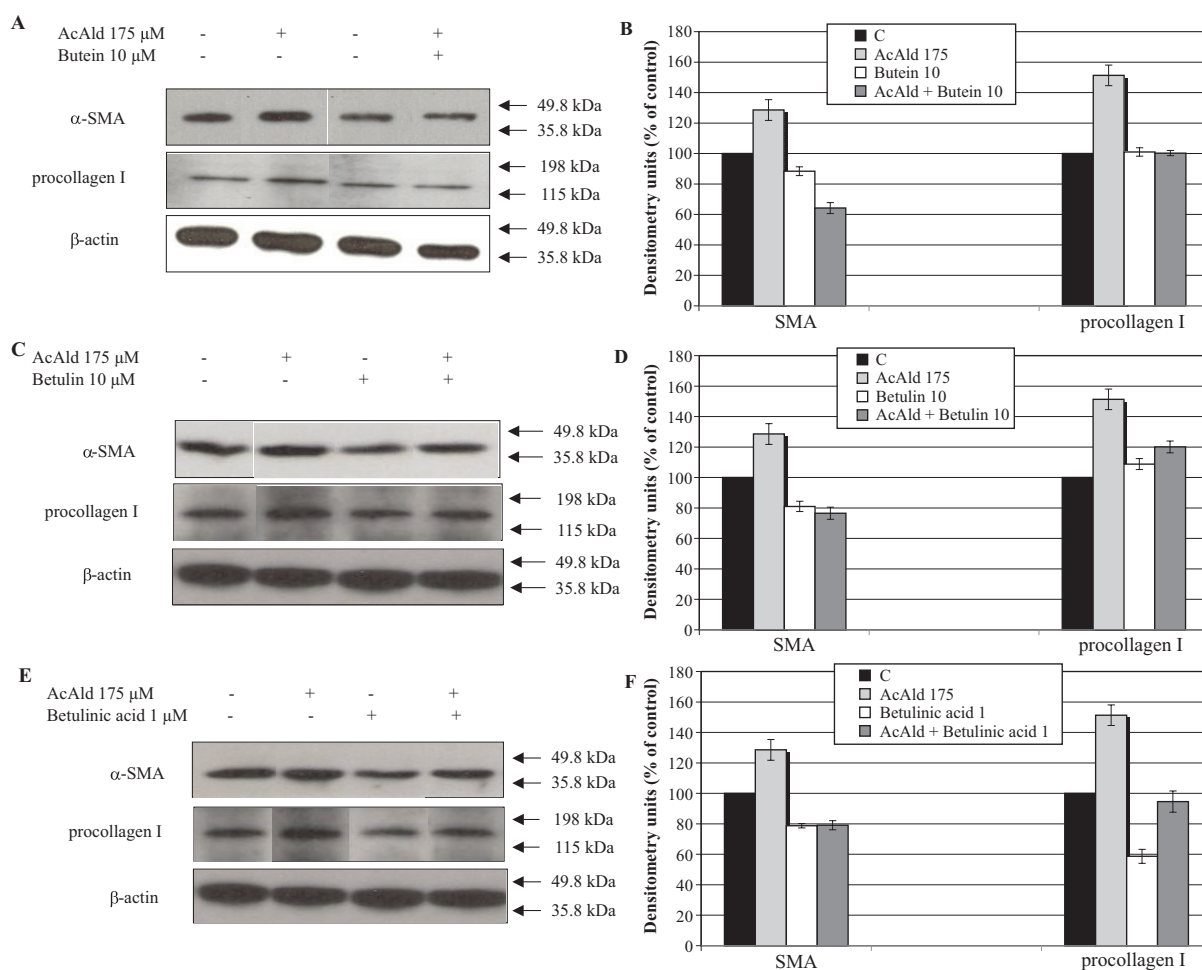 A
AcAld 175 μM - + - +
Butein 10 μM - - - +
α-SMA
49.8 kDa
35.8 kDa
procollagen I
198 kDa
115 kDa
β-actin
49.8 kDa
35.8 kDa
B
Densitometry units (% of control)
180
160
140
120
100
80
60
40
20
0
C
AcAld 175
Butein 10
AcAld + Butein 10
SMA procollagen I
C
AcAld 175 μM - + - +
Betulin 10 μM - - + +
α-SMA
49.8 kDa
35.8 kDa
procollagen I
198 kDa
115 kDa
β-actin
49.8 kDa
35.8 kDa
D
Densitometry units (% of control)
180
160
140
120
100
80
60
40
20
0
C
AcAld 175
Betulin 10
AcAld + Betulin 10
SMA procollagen I
E
AcAld 175 μM - + - +
Betulinic acid 1 μM - - + +
α-SMA
49.8 kDa
35.8 kDa
procollagen I
198 kDa
115 kDa
β-actin
49.8 kDa
35.8 kDa
F
Densitometry units (% of control)
180
160
140
120
100
80
60
40
20
0
C
AcAld 175
Betulinic acid 1
AcAld + Betulinic acid 1
SMA procollagen I